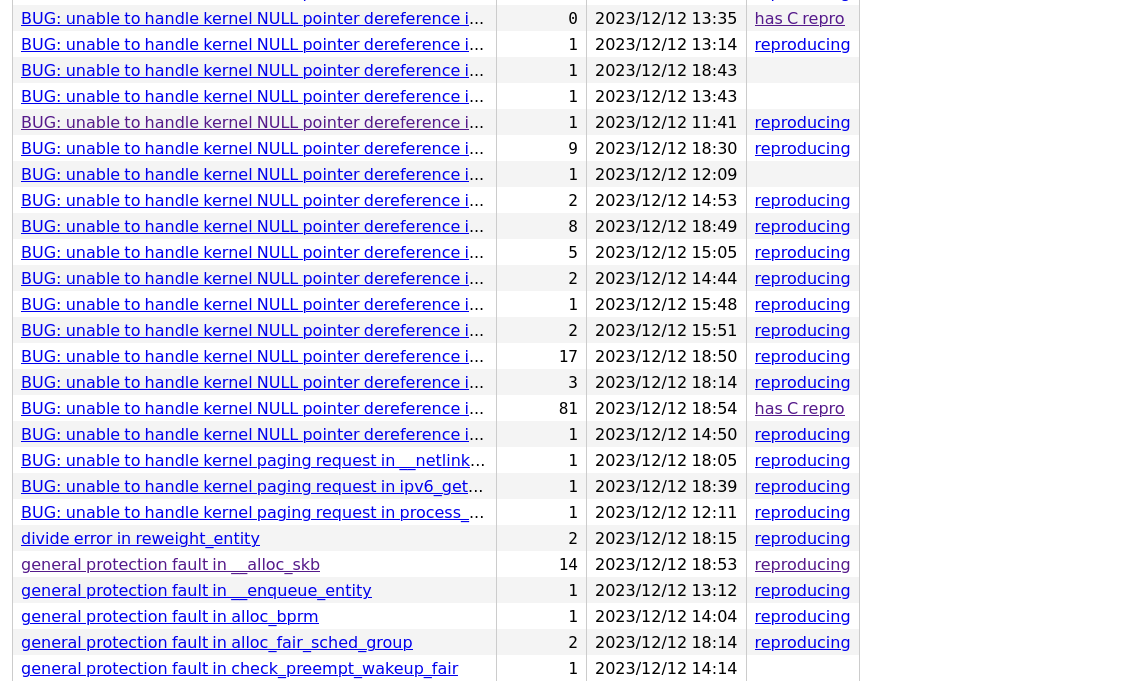 BUG: unable to handle kernel NULL pointer dereference i... 0 2023/12/12 13:35 has C repro
BUG: unable to handle kernel NULL pointer dereference i... 1 2023/12/12 13:14 reproducing
BUG: unable to handle kernel NULL pointer dereference i... 1 2023/12/12 18:43
BUG: unable to handle kernel NULL pointer dereference i... 1 2023/12/12 13:43
BUG: unable to handle kernel NULL pointer dereference i... 1 2023/12/12 11:41 reproducing
BUG: unable to handle kernel NULL pointer dereference i... 9 2023/12/12 18:30 reproducing
BUG: unable to handle kernel NULL pointer dereference i... 1 2023/12/12 12:09
BUG: unable to handle kernel NULL pointer dereference i... 2 2023/12/12 14:53 reproducing
BUG: unable to handle kernel NULL pointer dereference i... 8 2023/12/12 18:49 reproducing
BUG: unable to handle kernel NULL pointer dereference i... 5 2023/12/12 15:05 reproducing
BUG: unable to handle kernel NULL pointer dereference i... 2 2023/12/12 14:44 reproducing
BUG: unable to handle kernel NULL pointer dereference i... 1 2023/12/12 15:48 reproducing
BUG: unable to handle kernel NULL pointer dereference i... 2 2023/12/12 15:51 reproducing
BUG: unable to handle kernel NULL pointer dereference i... 17 2023/12/12 18:50 reproducing
BUG: unable to handle kernel NULL pointer dereference i... 3 2023/12/12 18:14 reproducing
BUG: unable to handle kernel NULL pointer dereference i... 81 2023/12/12 18:54 has C repro
BUG: unable to handle kernel NULL pointer dereference i... 1 2023/12/12 14:50 reproducing
BUG: unable to handle kernel paging request in __netlink... 1 2023/12/12 18:05 reproducing
BUG: unable to handle kernel paging request in ipv6_get... 1 2023/12/12 18:39 reproducing
BUG: unable to handle kernel paging request in process_... 1 2023/12/12 12:11 reproducing
divide error in reweight_entity 2 2023/12/12 18:15 reproducing
general protection fault in __alloc_skb 14 2023/12/12 18:53 reproducing
general protection fault in __enqueue_entity 1 2023/12/12 13:12 reproducing
general protection fault in alloc_bprm 1 2023/12/12 14:04 reproducing
general protection fault in alloc_fair_sched_group 2 2023/12/12 18:14 reproducing
general protection fault in check_preempt_wakeup_fair 1 2023/12/12 14:14